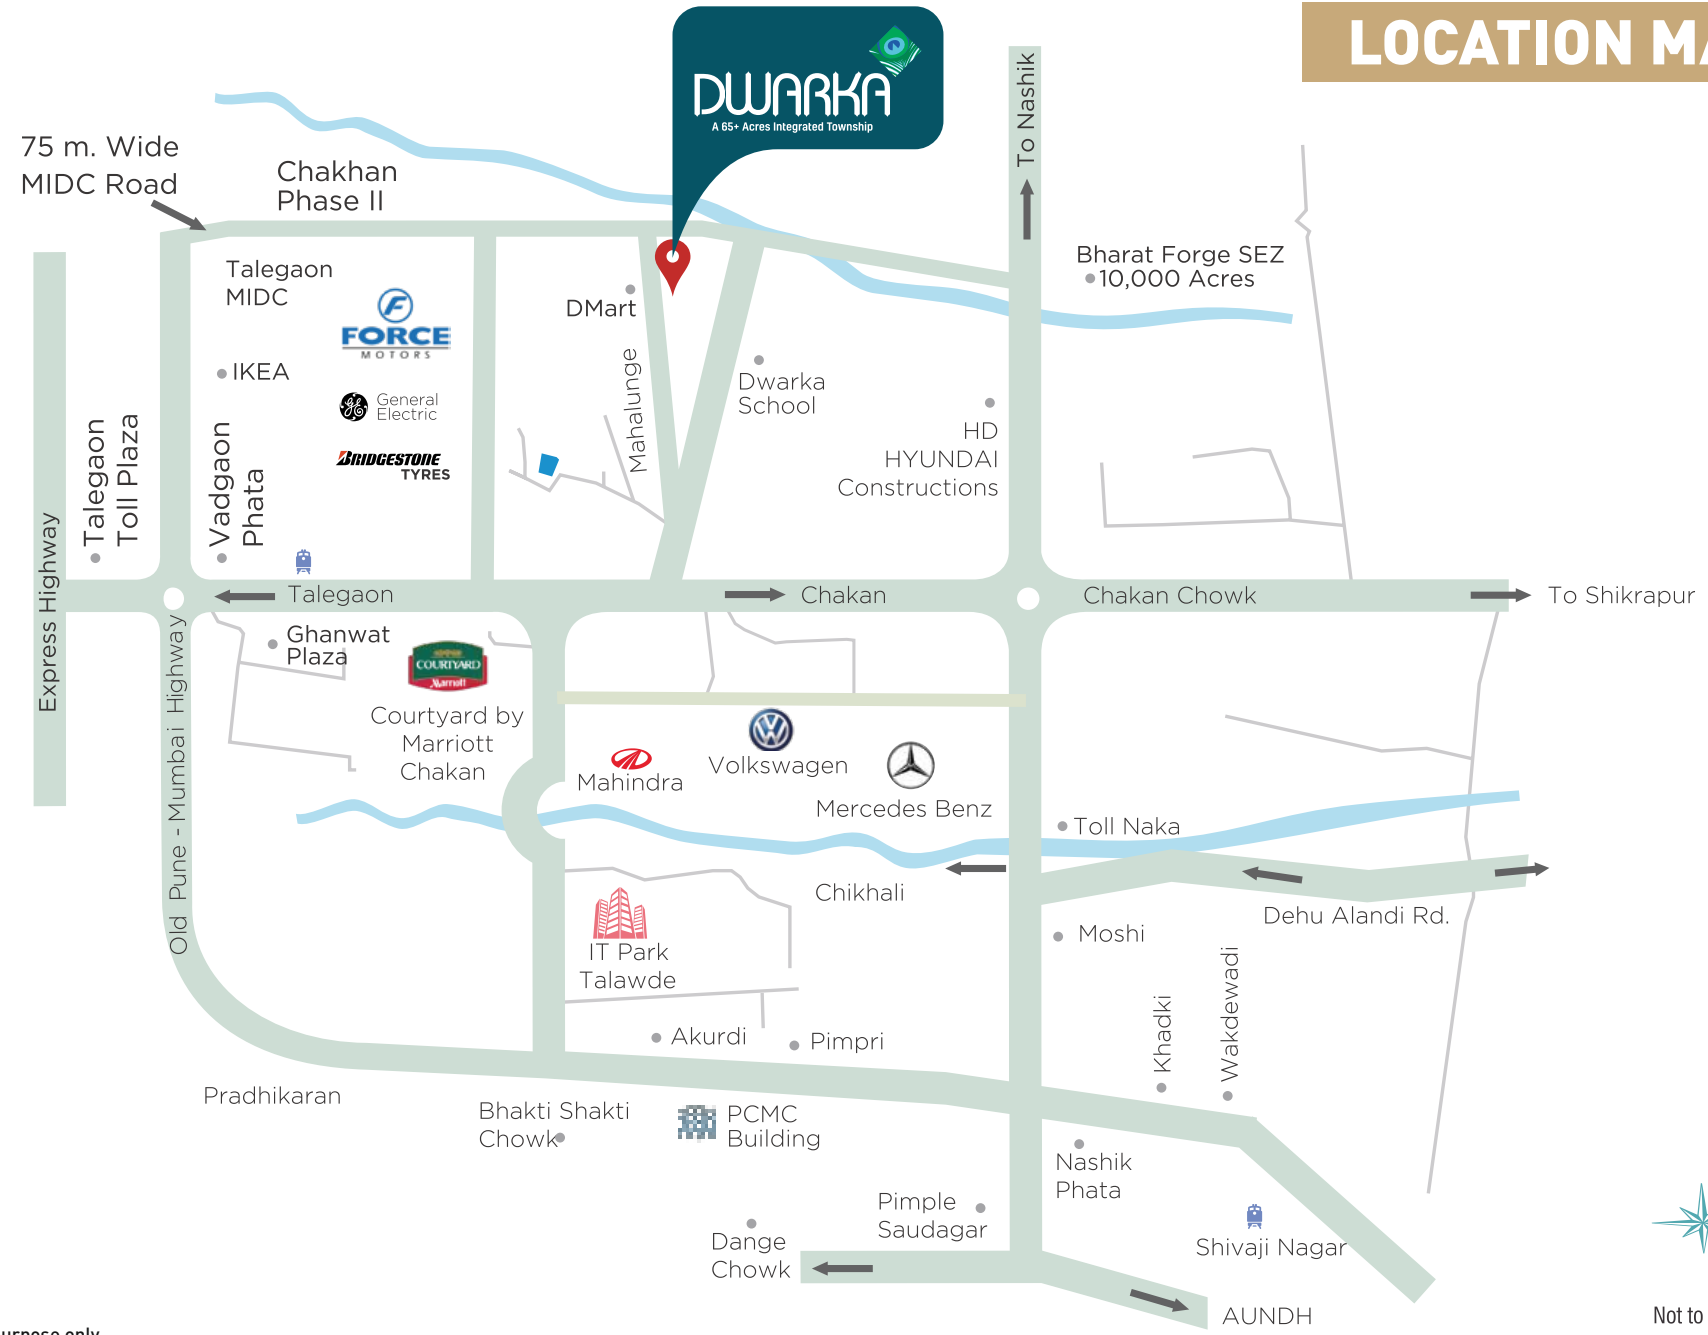 LOCATION MA
DWARKA
A 65+ Acres Integrated Township
To Nashik
75 m. Wide
MIDC Road
Chakhan
Phase II
Talegaon
MIDC
FORCE
MOTORS
DMart
Bharat Forge SEZ
10,000 Acres
IKEA
General
Electric
BRIDGESTONE
TYRES
Mahalunge
Dwarka
School
HD
HYUNDAI
Constructions
Talegaon
Toll Plaza
Vadgaon
Phata
Express Highway
Talegaon
Chakan
Chakan Chowk
To Shikrapur
Ghanwat
Plaza
COURTYARD
Marriott
Courtyard by
Marriott
Chakan
Old Pune - Mumbai Highway
Mahindra
Volkswagen
Mercedes Benz
Toll Naka
Chikhali
Dehu Alandi Rd.
Moshi
IT Park
Talawde
Khadki
Wakdewadi
Akurdi
Pimpri
Pradhikaran
Bhakti Shakti
Chowk
PCMC
Building
Nashik
Phata
Pimple
Saudagar
Dange
Chowk
Shivaji Nagar
AUNDH
Not to
urpose only